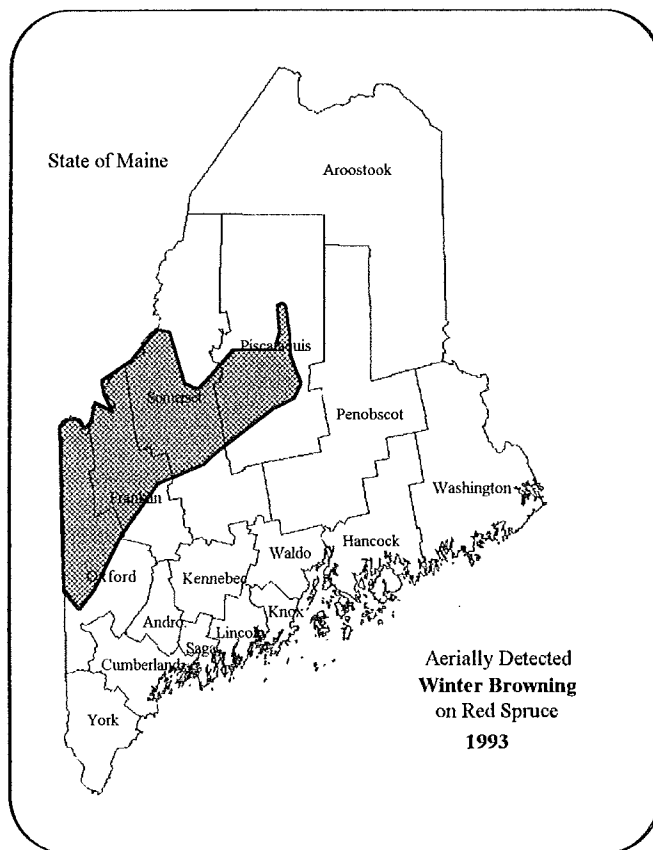 State of Maine
Aroostook
Piscataquis
Somerset
Penobscot
Washington
Franklin
Waldo
Hancock
Oxford
Kennebec
Knox
Andro.
Lincoln
Saga.
Cumberland
York
Aerially Detected
Winter Browning
on Red Spruce
1993